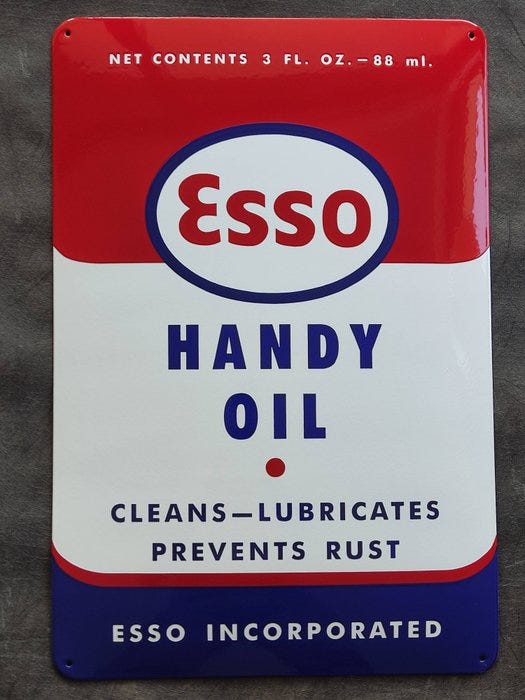 NET CONTENTS 3 FL. OZ.—88 ml.
Esso
HANDY
OIL
CLEANS—LUBRICATES
PREVENTS RUST
ESSO INCORPORATED